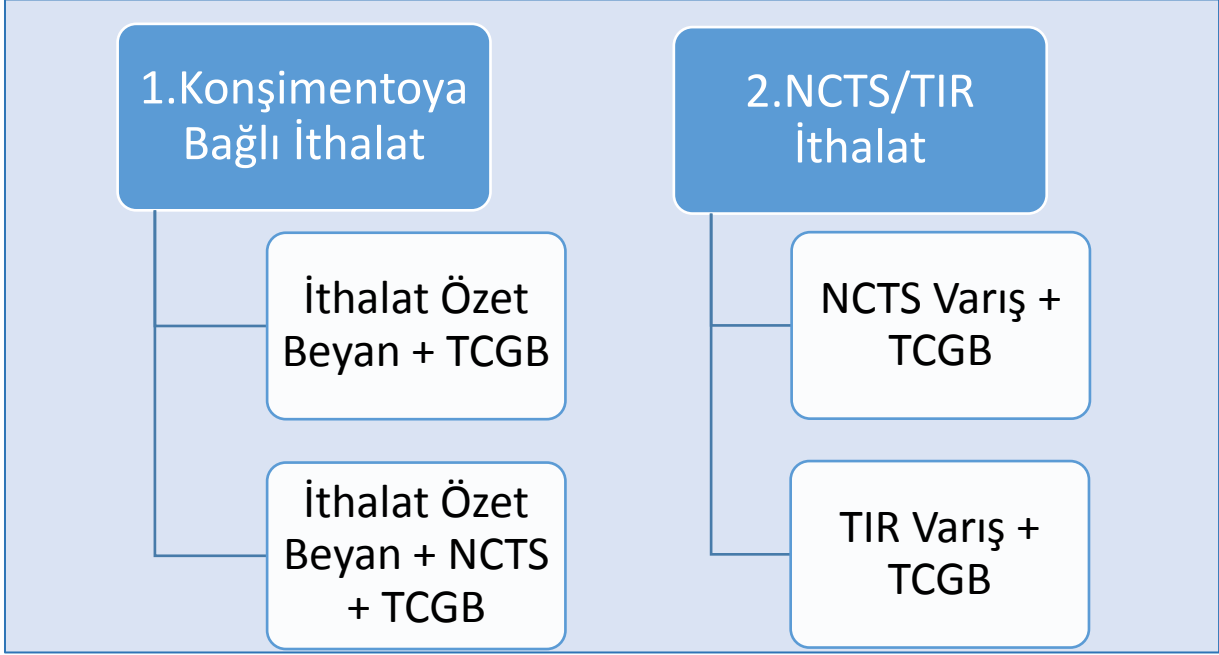 1.Konşimentoya
Bağlı İthalat
İthalat Özet
Beyan + TCGB
İthalat Özet
Beyan + NCTS
+ TCGB
2.NCTS/TIR
İthalat
NCTS Varış +
TCGB
TIR Varış +
TCGB